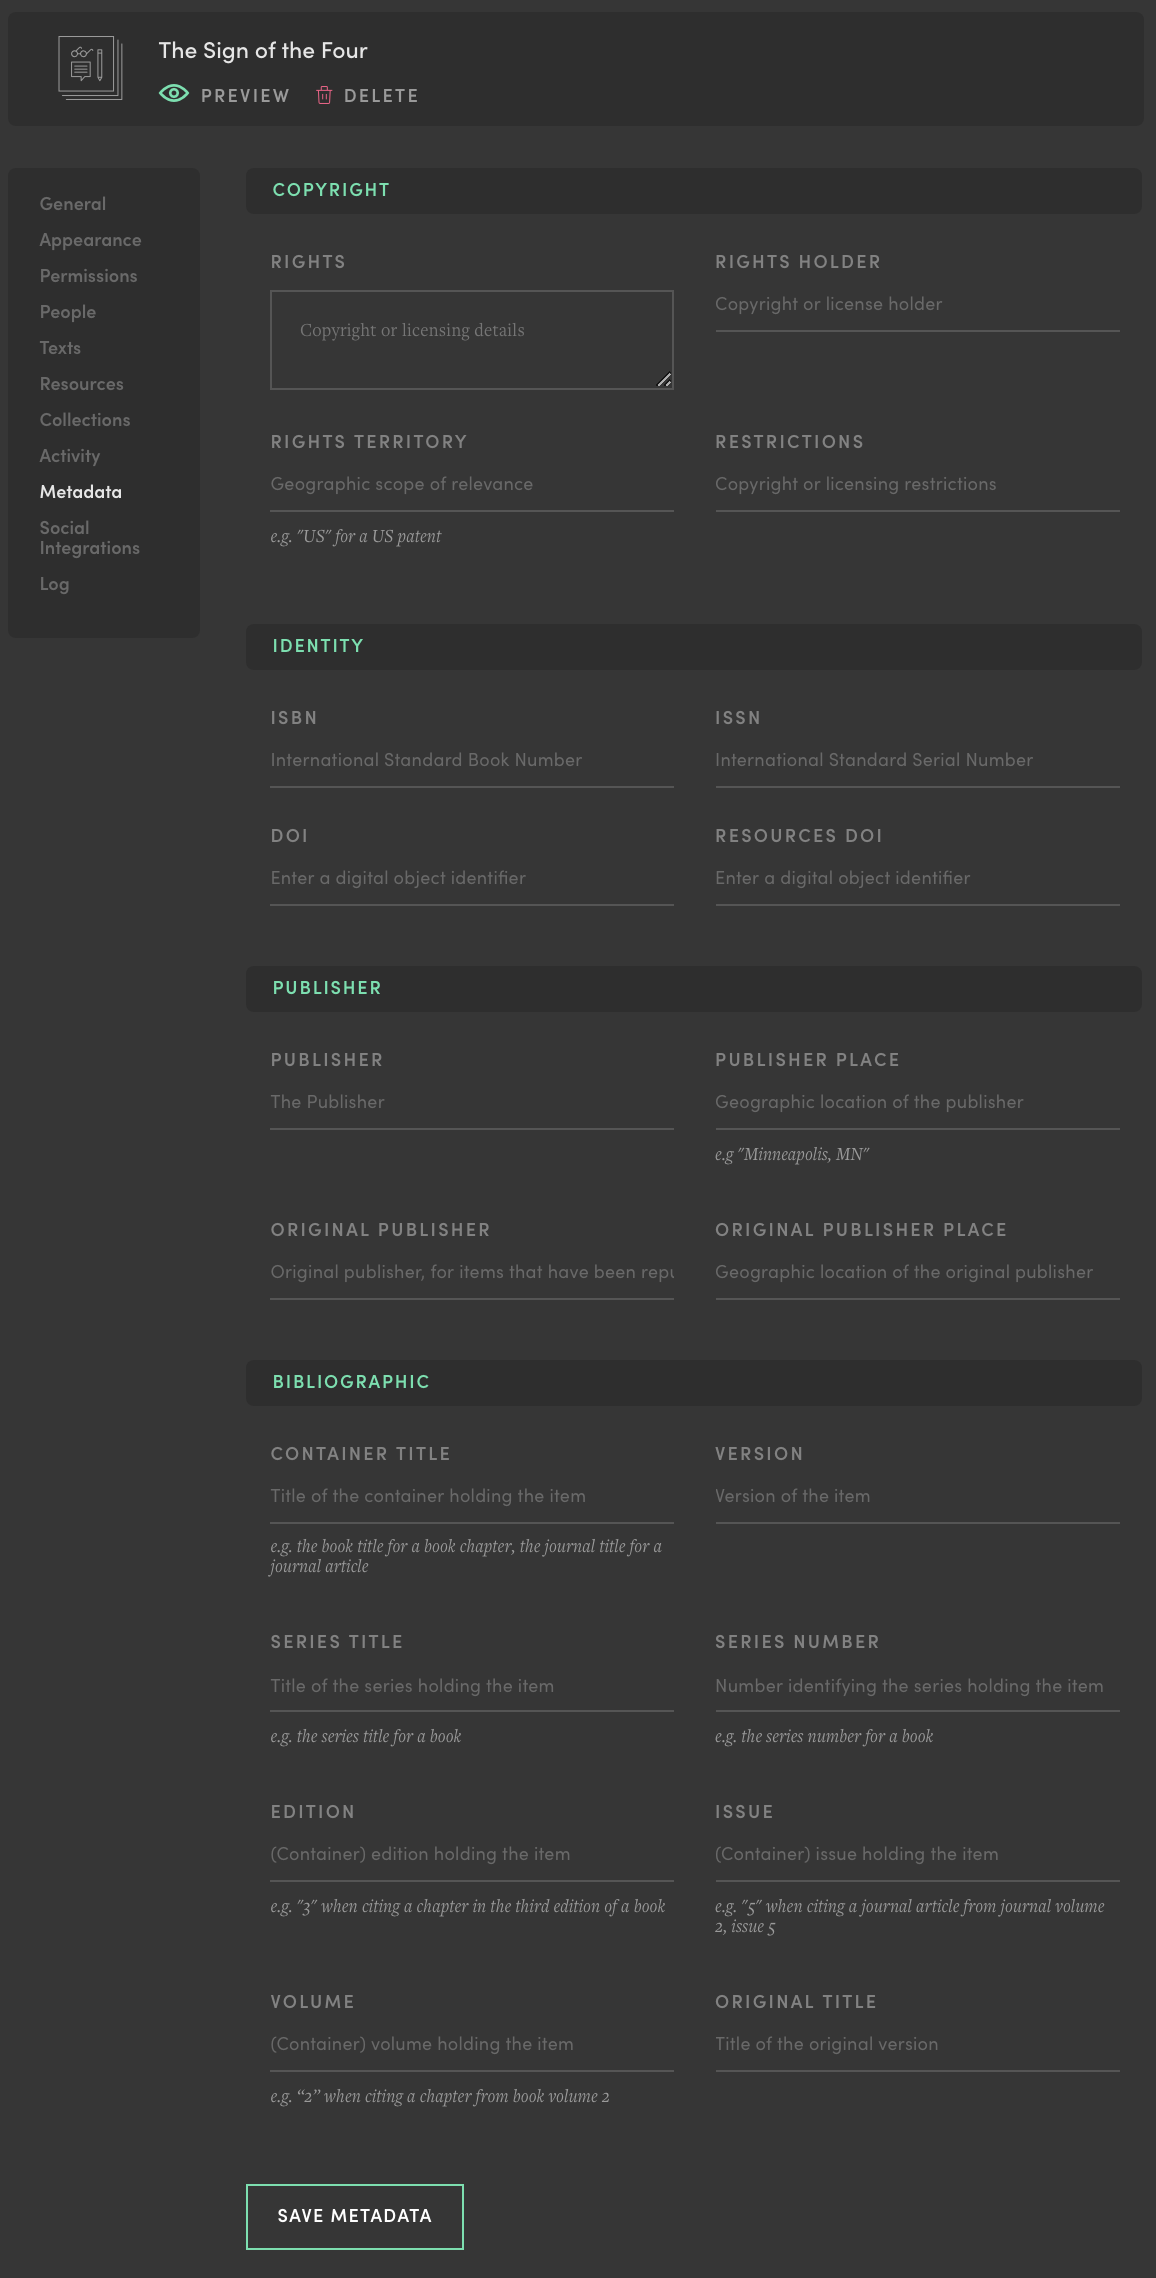 The Sign of the Four
PREVIEW DELETE
General
Appearance
Permissions
People
Texts
Resources
Collections
Activity
Metadata
Social
Integrations
Log
COPYRIGHT
RIGHTS
Copyright or licensing details
RIGHTS HOLDER
Copyright or license holder
RIGHTS TERRITORY
Geographic scope of relevance
e.g. "US" for a US patent
RESTRICTIONS
Copyright or licensing restrictions
IDENTITY
ISBN
International Standard Book Number
ISSN
International Standard Serial Number
DOI
Enter a digital object identifier
RESOURCES DOI
Enter a digital object identifier
PUBLISHER
PUBLISHER
The Publisher
PUBLISHER PLACE
Geographic location of the publisher
e.g "Minneapolis, MN"
ORIGINAL PUBLISHER
Original publisher, for items that have been repu
ORIGINAL PUBLISHER PLACE
Geographic location of the original publisher
BIBLIOGRAPHIC
CONTAINER TITLE
Title of the container holding the item
e.g. the book title for a book chapter, the journal title for a
journal article
VERSION
Version of the item
SERIES TITLE
Title of the series holding the item
e.g. the series title for a book
SERIES NUMBER
Number identifying the series holding the item
e.g. the series number for a book
EDITION
(Container) edition holding the item
e.g. "3" when citing a chapter in the third edition of a book
ISSUE
(Container) issue holding the item
e.g. "5" when citing a journal article from journal volume
2, issue 5
VOLUME
(Container) volume holding the item
e.g. “2” when citing a chapter from book volume 2
ORIGINAL TITLE
Title of the original version
SAVE METADATA